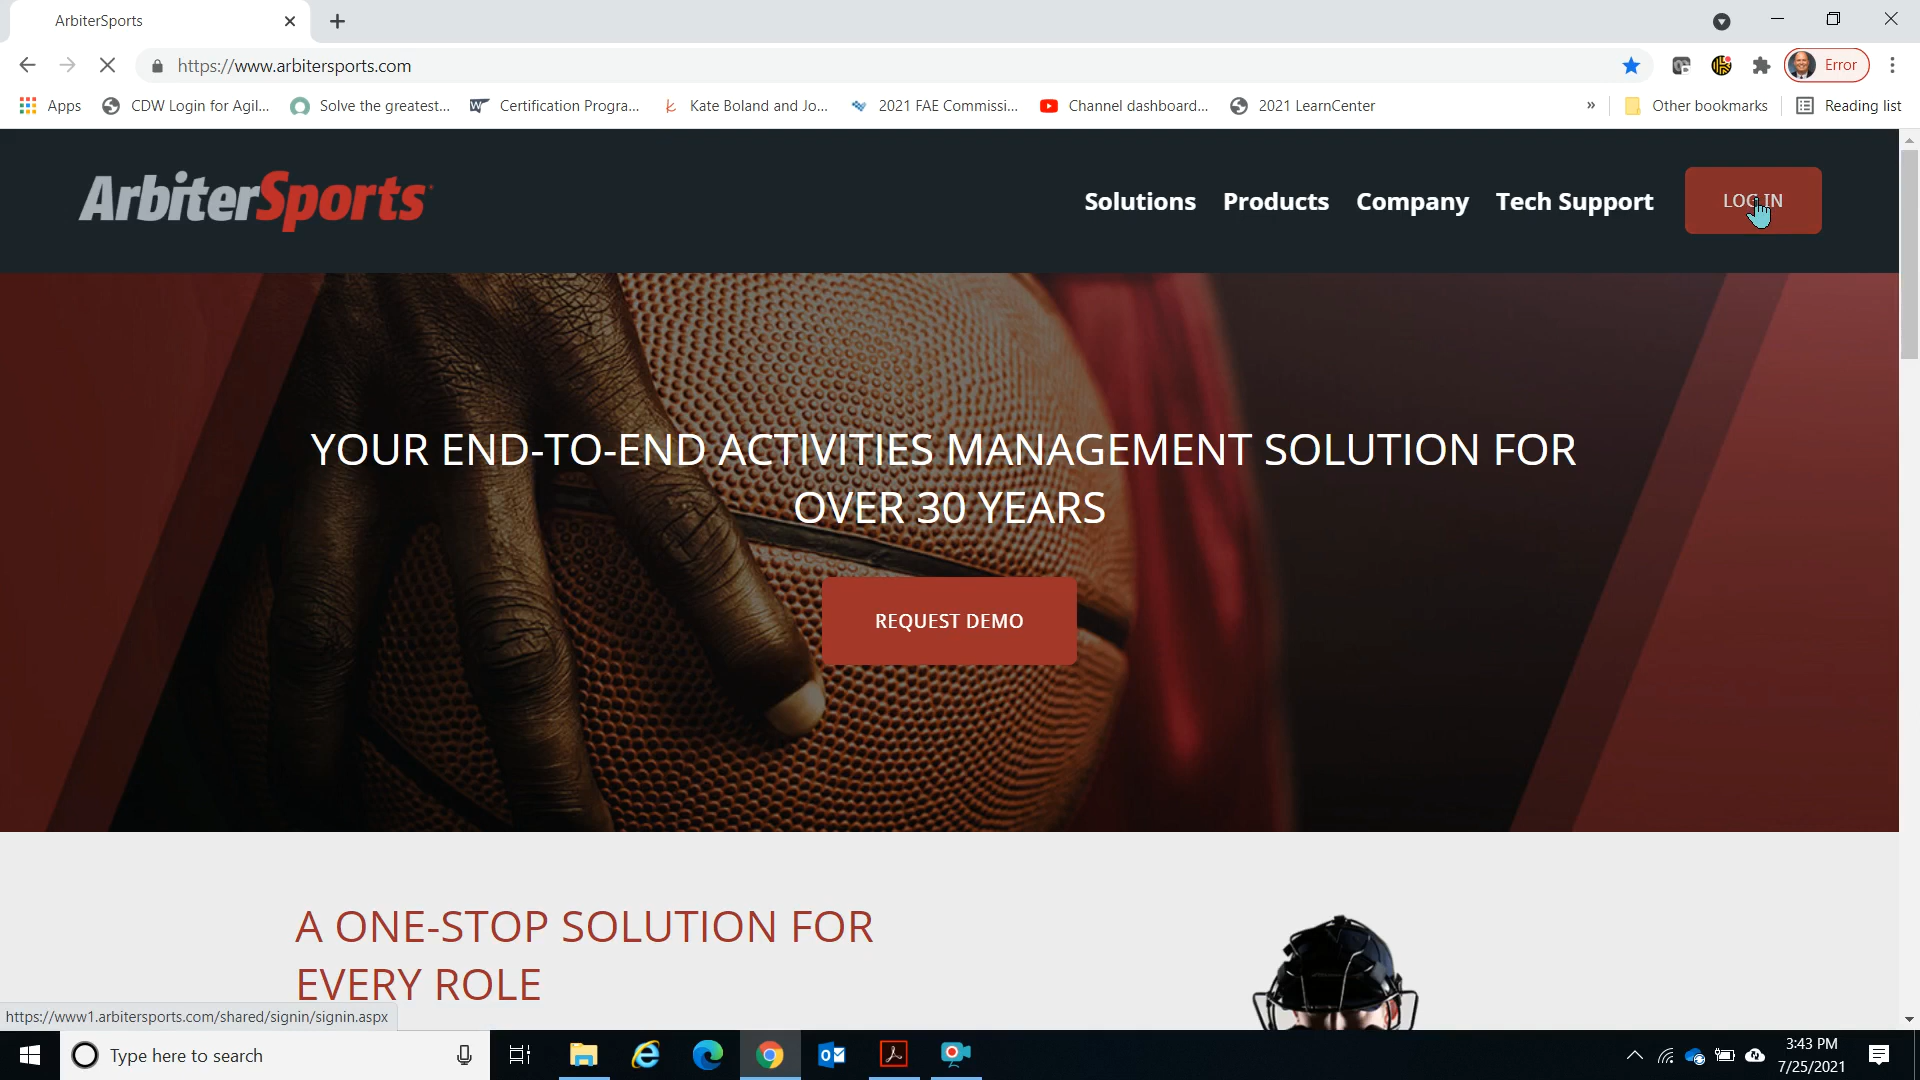 ArbiterSports
https://www.arbitersports.com
Error
Apps
CDW Login for Agil...
Solve the greatest...
Certification Progra...
Kate Boland and Jo...
2021 FAE Commissi...
Channel dashboard...
2021 LearnCenter
»
Other bookmarks
Reading list
ArbiterSports
Solutions
Products
Company
Tech Support
LOG IN
YOUR END-TO-END ACTIVITIES MANAGEMENT SOLUTION FOR
OVER 30 YEARS
REQUEST DEMO
A ONE-STOP SOLUTION FOR
EVERY ROLE
https://www1.arbitersports.com/shared/signin/signin.aspx
Type here to search
3:43 PM
7/25/2021